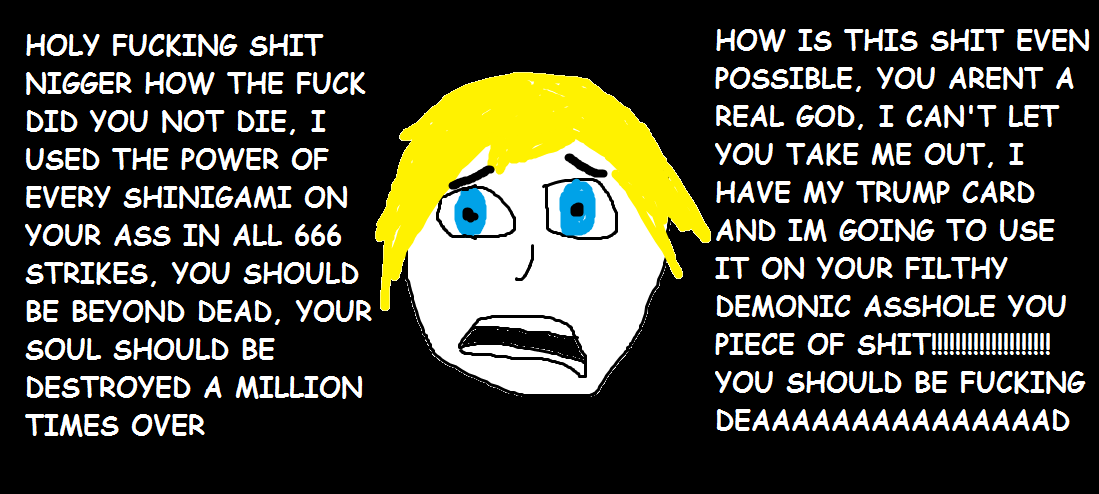 HOLY FUCKING SHIT
NIGGER HOW THE FUCK
DID YOU NOT DIE, I
USED THE POWER OF
EVERY SHINIGAMI ON
YOUR ASS IN ALL 666
STRIKES, YOU SHOULD
BE BEYOND DEAD, YOUR
SOUL SHOULD BE
DESTROYED A MILLION
TIMES OVER
HOW IS THIS SHIT EVEN
POSSIBLE, YOU ARENT A
REAL GOD, I CAN'T LET
YOU TAKE ME OUT, I
HAVE MY TRUMP CARD
AND IM GOING TO USE
IT ON YOUR FILTHY
DEMONIC ASSHOLE YOU
PIECE OF SHIT!!!!!!!!!!!!!!!!!!!!
YOU SHOULD BE FUCKING
DEAAAAAAAAAAAAAAAD